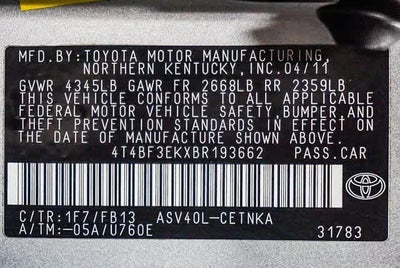 MFD.BY:TOYOTA MOTOR MANUFACTURING,
NORTHERN KENTUCKY,INC.04/11
GVWR 4345LB GAWR FR 2668LB RR 2359LB
THIS VEHICLE CONFORMS TO ALL APPLICABLE
FEDERAL MOTOR VEHICLE SAFETY,BUMPER,AND
THEFT PREVENTION STANDARDS IN EFFECT ON
THE DATE OF MANUFACTURE SHOWN ABOVE.
4T4BF3EKXBR193662 PASS.CAR
C/TR:1F7/FB13 ASV40L-CETNKA
A/TM:-05A/U760E 31783